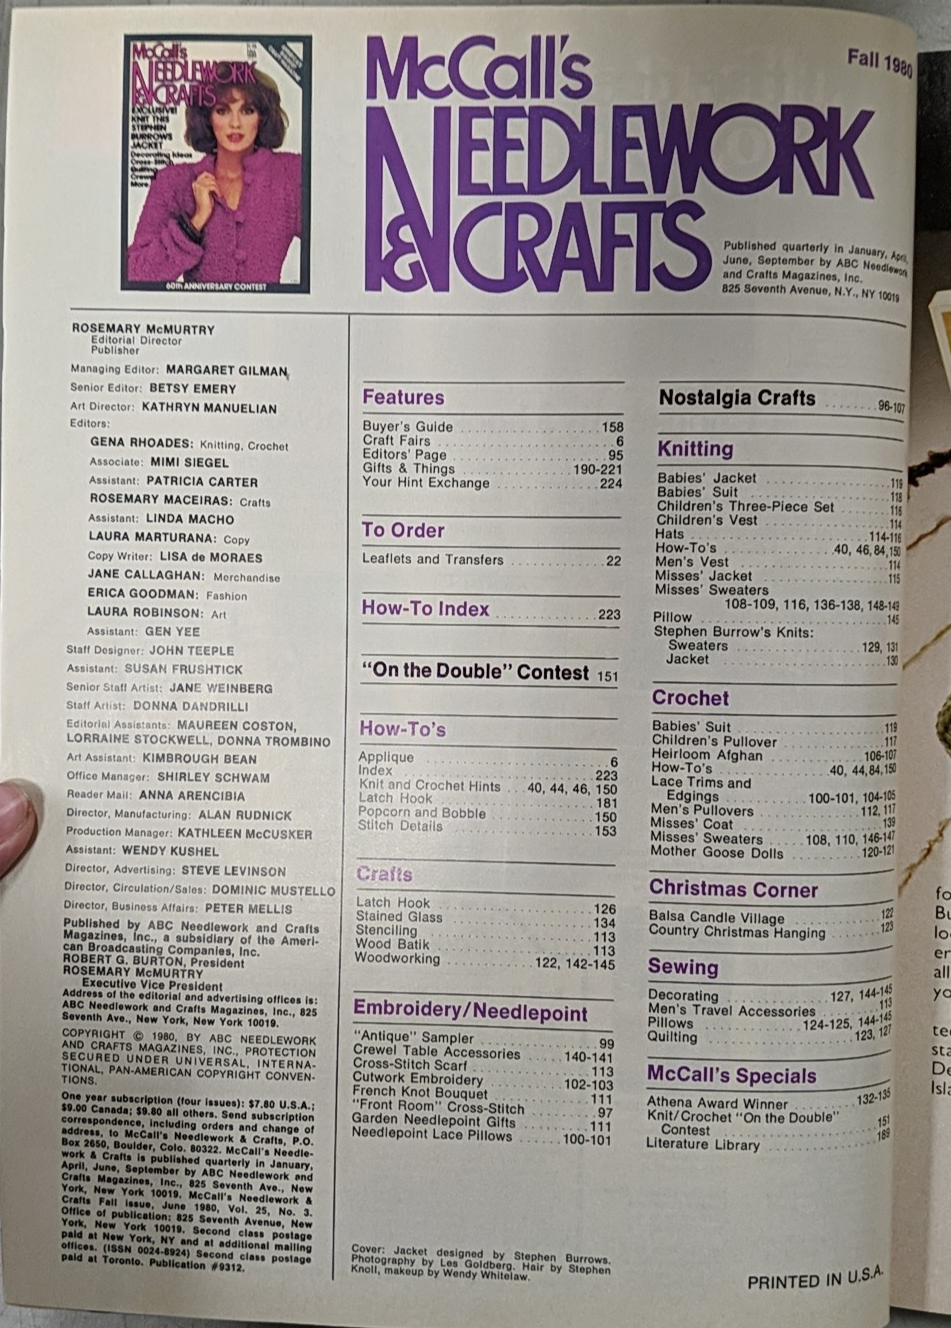 McCall's
NEEDLEWORK
& CRAFTS
EXCLUSIVE!
KNIT THIS
STEPHEN
BURROWS
JACKET
Decorating Ideas
Cross-Stitch
Quilting
Crewel
More
60th ANNIVERSARY CONTEST
McCall's
NEEDLEWORK
& CRAFTS
Fall 1980
Published quarterly in January, April,
June, September by ABC Needlework
and Crafts Magazines, Inc.
825 Seventh Avenue, N.Y., NY 10019
ROSEMARY McMURTRY
Editorial Director
Publisher
Managing Editor: MARGARET GILMAN
Senior Editor: BETSY EMERY
Art Director: KATHRYN MANUELIAN
Editors:
GENA RHOADES: Knitting, Crochet
Associate: MIMI SIEGEL
Assistant: PATRICIA CARTER
ROSEMARY MACEIRAS: Crafts
Assistant: LINDA MACHO
LAURA MARTURANA: Copy
Copy Writer: LISA de MORAES
JANE CALLAGHAN: Merchandise
ERICA GOODMAN: Fashion
LAURA ROBINSON: Art
Assistant: GEN YEE
Staff Designer: JOHN TEEPLE
Assistant: SUSAN FRUSHTICK
Senior Staff Artist: JANE WEINBERG
Staff Artist: DONNA DANDRILLI
Editorial Assistants: MAUREEN COSTON,
LORRAINE STOCKWELL, DONNA TROMBINO
Art Assistant: KIMBROUGH BEAN
Office Manager: SHIRLEY SCHWAM
Reader Mail: ANNA ARENCIBIA
Director, Manufacturing: ALAN RUDNICK
Production Manager: KATHLEEN McCUSKER
Assistant: WENDY KUSHEL
Director, Advertising: STEVE LEVINSON
Director, Circulation/Sales: DOMINIC MUSTELLO
Director, Business Affairs: PETER MELLIS
Published by ABC Needlework and Crafts
Magazines, Inc., a subsidiary of the Ameri-
can Broadcasting Companies, Inc.
ROBERT G. BURTON, President
ROSEMARY McMURTRY
Executive Vice President
Address of the editorial and advertising offices is:
ABC Needlework and Crafts Magazines, Inc., 825
Seventh Ave., New York, New York 10019.
COPYRIGHT © 1980, BY ABC NEEDLEWORK
AND CRAFTS MAGAZINES, INC., PROTECTION
SECURED UNDER UNIVERSAL, INTERNA-
TIONAL, PAN-AMERICAN COPYRIGHT CONVEN-
TIONS.
One year subscription (four issues): $7.80 U.S.A.;
$9.00 Canada; $9.80 all others. Send subscription
correspondence, including orders and change of
address, to McCall's Needlework & Crafts, P.O.
Box 2650, Boulder, Colo. 80322. McCall's Needle-
work & Crafts is published quarterly in January,
April, June, September by ABC Needlework and
Crafts Magazines, Inc., 825 Seventh Ave., New
York, New York 10019. McCall's Needlework &
Crafts Fall issue, June 1980, Vol. 25, No. 3.
Office of publication: 825 Seventh Avenue, New
York, New York 10019. Second class postage
paid at New York, NY and at additional mailing
offices. (ISSN 0024-8924) Second class postage
paid at Toronto. Publication #9312.
Features
Buyer's Guide 158
Craft Fairs 6
Editors' Page 95
Gifts & Things 190-221
Your Hint Exchange 224
To Order
Leaflets and Transfers 22
How-To Index 223
"On the Double" Contest 151
How-To's
Applique 6
Index 223
Knit and Crochet Hints 40, 44, 46, 150
Latch Hook 181
Popcorn and Bobble 150
Stitch Details 153
Crafts
Latch Hook 126
Stained Glass 134
Stenciling 113
Wood Batik 113
Woodworking 122, 142-145
Embroidery/Needlepoint
"Antique" Sampler 99
Crewel Table Accessories 140-141
Cross-Stitch Scarf 113
Cutwork Embroidery 102-103
French Knot Bouquet 111
"Front Room" Cross-Stitch 97
Garden Needlepoint Gifts 111
Needlepoint Lace Pillows 100-101
Cover: Jacket designed by Stephen Burrows.
Photography by Les Goldberg. Hair by Stephen
Knoll, makeup by Wendy Whitelaw.
Nostalgia Crafts 96-107
Knitting
Babies' Jacket 119
Babies' Suit 118
Children's Three-Piece Set 116
Children's Vest 114
Hats 114-116
How-To's 40, 46, 84, 150
Men's Vest 114
Misses' Jacket 115
Misses' Sweaters
108-109, 116, 136-138, 148-149
Pillow 145
Stephen Burrow's Knits:
Sweaters 129, 131
Jacket 130
Crochet
Babies' Suit 119
Children's Pullover 117
Heirloom Afghan 106-107
How-To's 40, 44, 84, 150
Lace Trims and
Edgings 100-101, 104-105
Men's Pullovers 112, 117
Misses' Coat 139
Misses' Sweaters 108, 110, 146-147
Mother Goose Dolls 120-121
Christmas Corner
Balsa Candle Village 122
Country Christmas Hanging 123
Sewing
Decorating 127, 144-145
Men's Travel Accessories 113
Pillows 124-125, 144-145
Quilting 123, 127
McCall's Specials
Athena Award Winner 132-135
Knit/Crochet "On the Double"
Contest 151
Literature Library 189
PRINTED IN U.S.A.